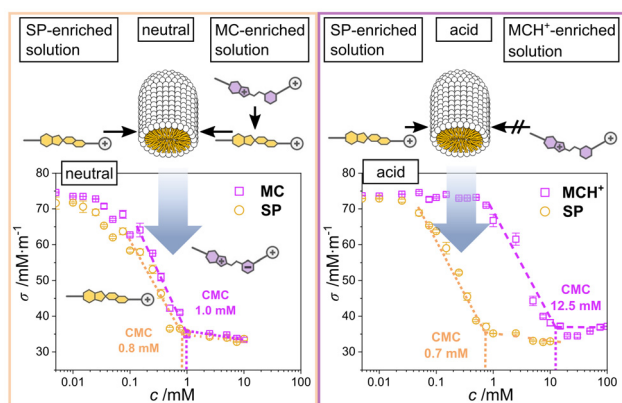 SP-enriched
solution
neutral
MC-enriched
solution
neutral
MC
SP
CMC
1.0 mM
CMC
0.8 mM
80
70
60
50
40
30
σ/mM·m⁻¹
0.01
0.1
1
10
100
c/mM
SP-enriched
solution
acid
MCH⁺-enriched
solution
acid
MCH⁺
SP
CMC
12.5 mM
CMC
0.7 mM
80
70
60
50
40
30
σ/mM·m⁻¹
0.01
0.1
1
10
100
c/mM